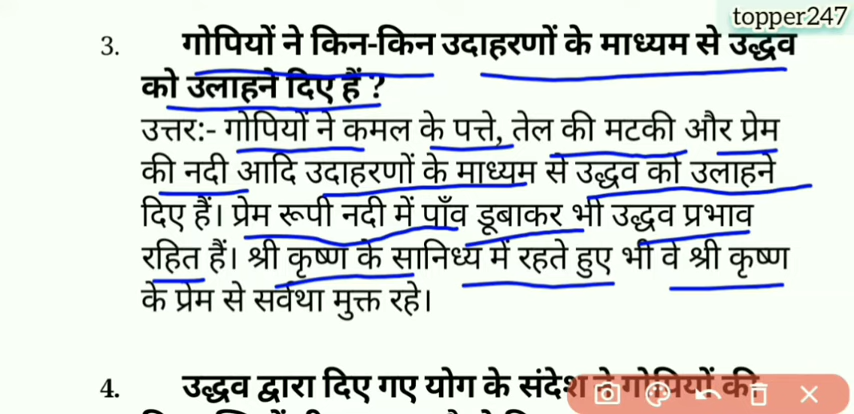 topper247
3. गोपियों ने किन-किन उदाहरणों के माध्यम से उद्धव
को उलाहने दिए हैं ?
उत्तर:- गोपियों ने कमल के पत्ते, तेल की मटकी और प्रेम
की नदी आदि उदाहरणों के माध्यम से उद्धव को उलाहने
दिए हैं। प्रेम रूपी नदी में पाँव डूबाकर भी उद्धव प्रभाव
रहित हैं। श्री कृष्ण के सानिध्य में रहते हुए भी वे श्री कृष्ण
के प्रेम से सर्वथा मुक्त रहे।
4. उद्धव द्वारा दिए गए योग के संदेश ने गोपियों की